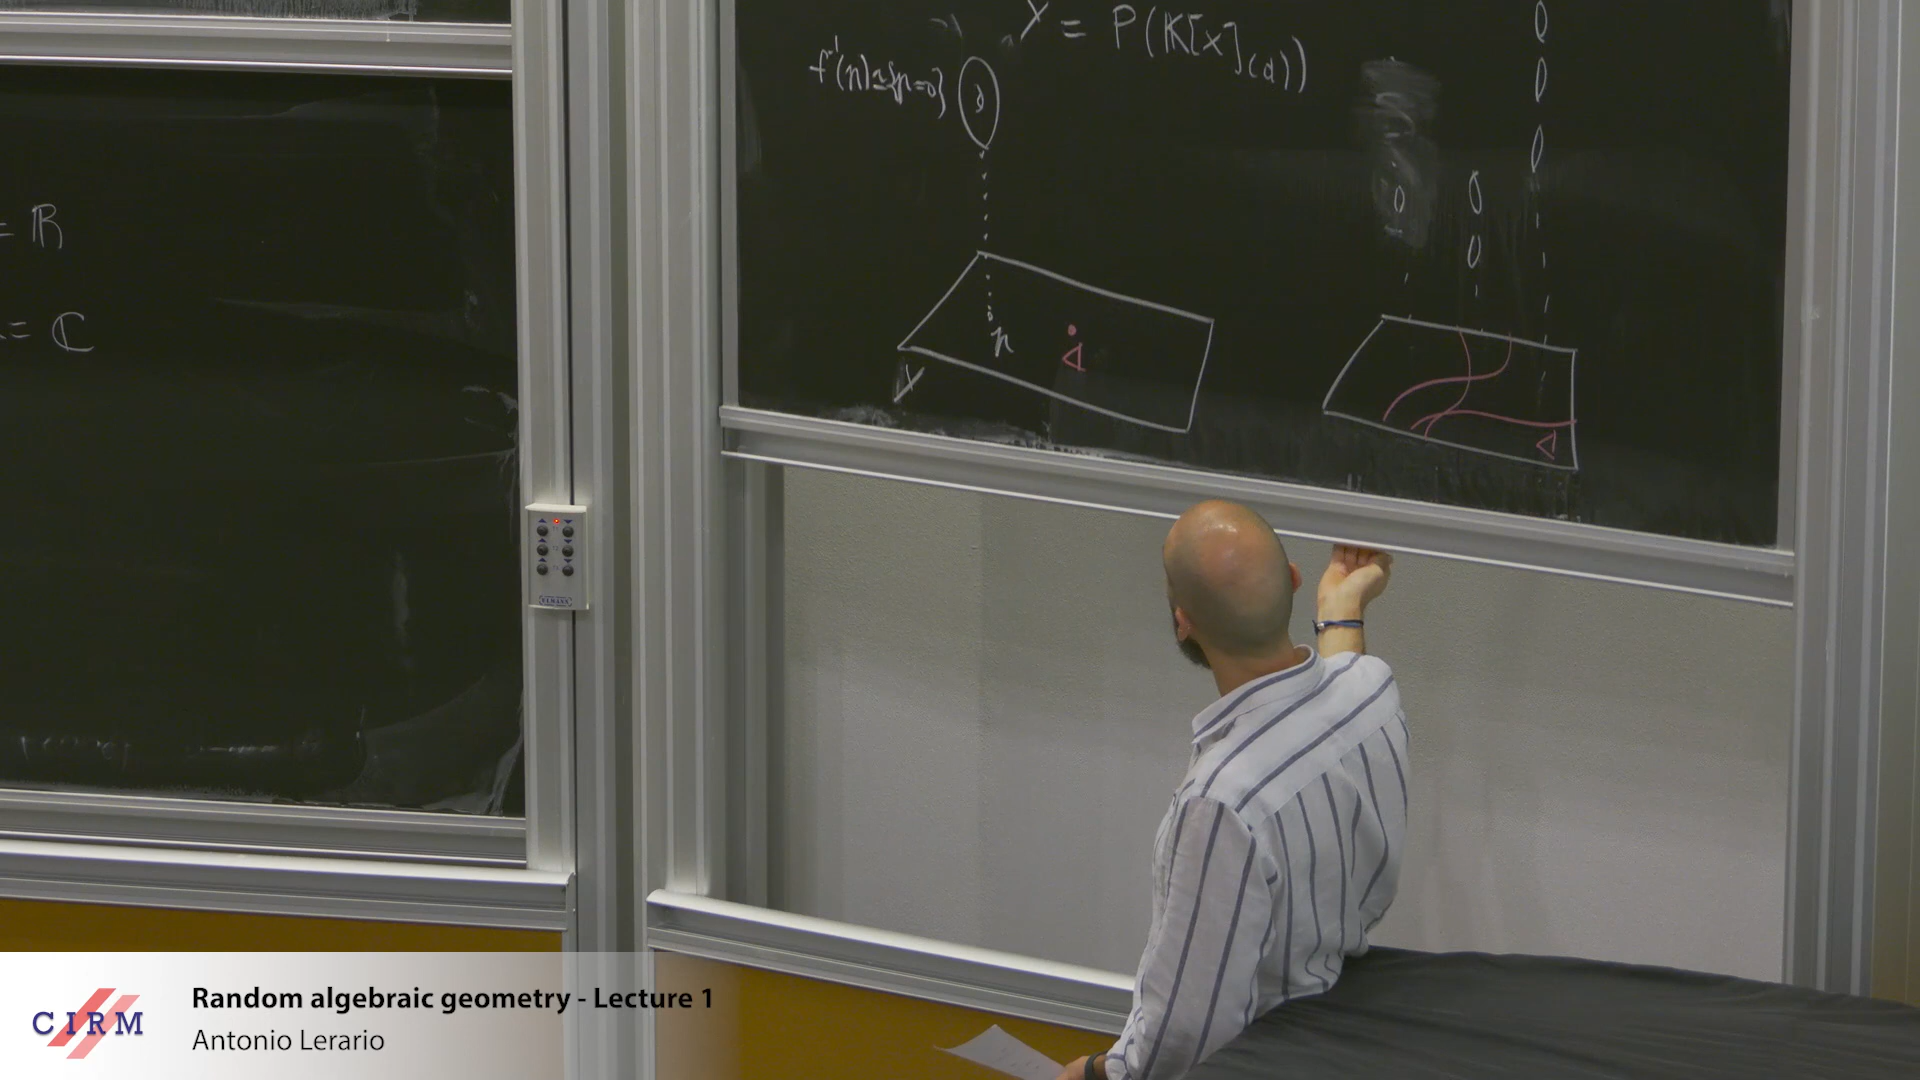 = ℝ
= ℂ
Y = P(𝕂[x]_(d))
f⁻¹(p)≃{p=0}
p
Y
Δ
Δ
CIRM
Random algebraic geometry - Lecture 1
Antonio Lerario